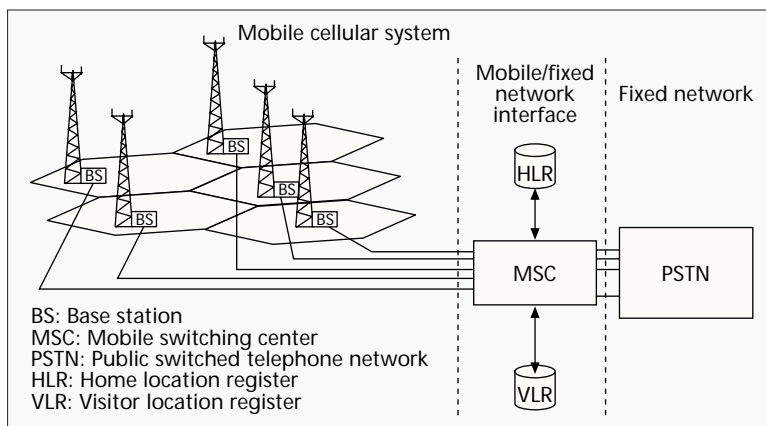 Mobile cellular system
Mobile/fixed
network
interface
Fixed network
BS
BS
BS
BS
BS
HLR
MSC
PSTN
VLR
BS: Base station
MSC: Mobile switching center
PSTN: Public switched telephone network
HLR: Home location register
VLR: Visitor location register